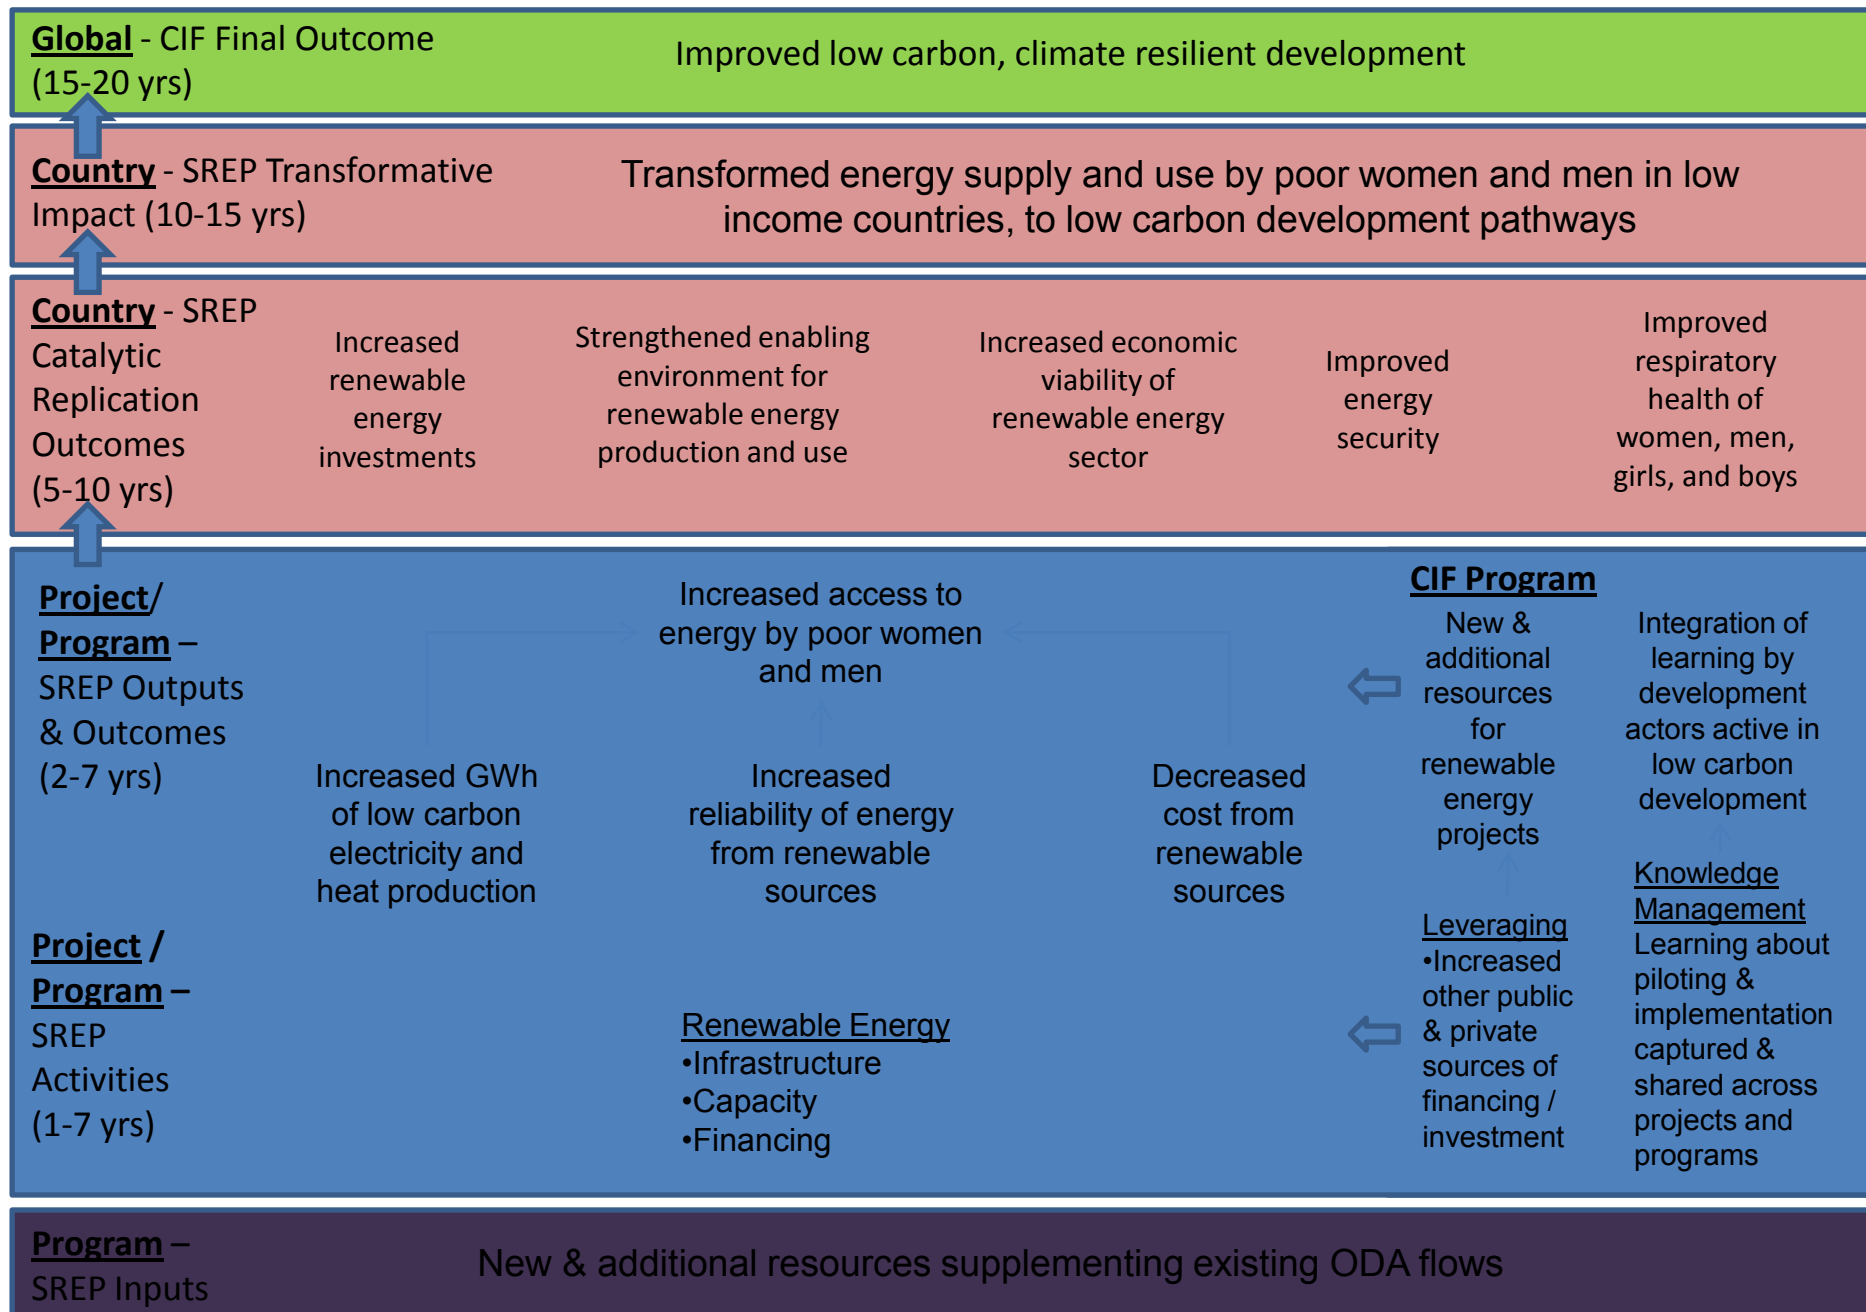 Global - CIF Final Outcome
(15-20 yrs)
Improved low carbon, climate resilient development
Country - SREP Transformative
Impact (10-15 yrs)
Transformed energy supply and use by poor women and men in low
income countries, to low carbon development pathways
Country - SREP
Catalytic
Replication
Outcomes
(5-10 yrs)
Increased
renewable
energy
investments
Strengthened enabling
environment for
renewable energy
production and use
Increased economic
viability of
renewable energy
sector
Improved
energy
security
Improved
respiratory
health of
women, men,
girls, and boys
Project/
Program –
SREP Outputs
& Outcomes
(2-7 yrs)
Increased access to
energy by poor women
and men
Increased GWh
of low carbon
electricity and
heat production
Increased
reliability of energy
from renewable
sources
Decreased
cost from
renewable
sources
CIF Program
New &
additional
resources
for
renewable
energy
projects
Integration of
learning by
development
actors active in
low carbon
development
Project /
Program –
SREP
Activities
(1-7 yrs)
Renewable Energy
•Infrastructure
•Capacity
•Financing
Leveraging
•Increased
other public
& private
sources of
financing /
investment
Knowledge
Management
Learning about
piloting &
implementation
captured &
shared across
projects and
programs
Program –
SREP Inputs
New & additional resources supplementing existing ODA flows